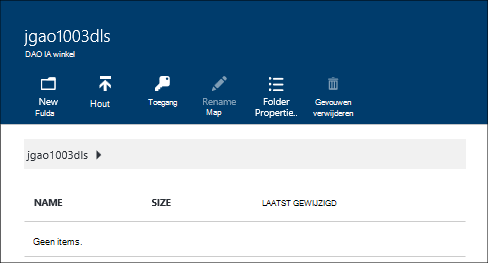 jgao1003dls
DAO IA winkel
New
Fulda
Hout
Toegang
Rename
Map
Folder
Propertie..
Gevouwen
verwijderen
jgao1003dls
NAME SIZE LAATST GEWIJZIGD
Geen items.